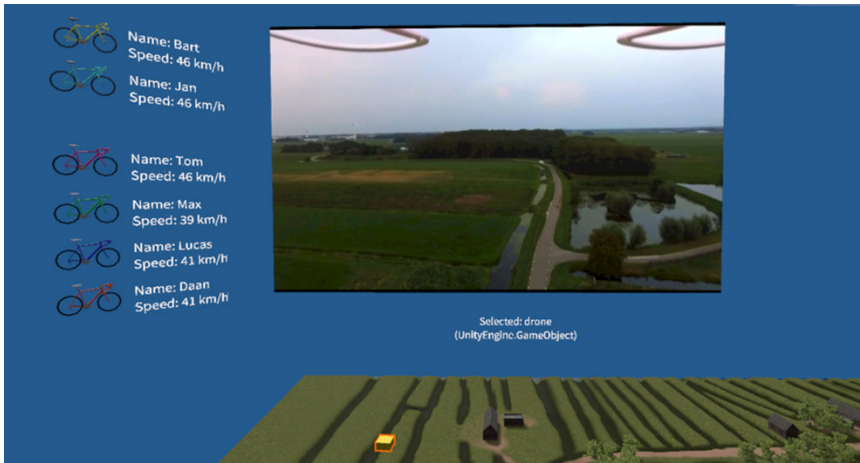 Name: Bart
Speed: 46 km/h
Name: Jan
Speed: 46 km/h
Name: Tom
Speed: 46 km/h
Name: Max
Speed: 39 km/h
Name: Lucas
Speed: 41 km/h
Name: Daan
Speed: 41 km/h
Selected: drone
(UnityEngine.GameObject)